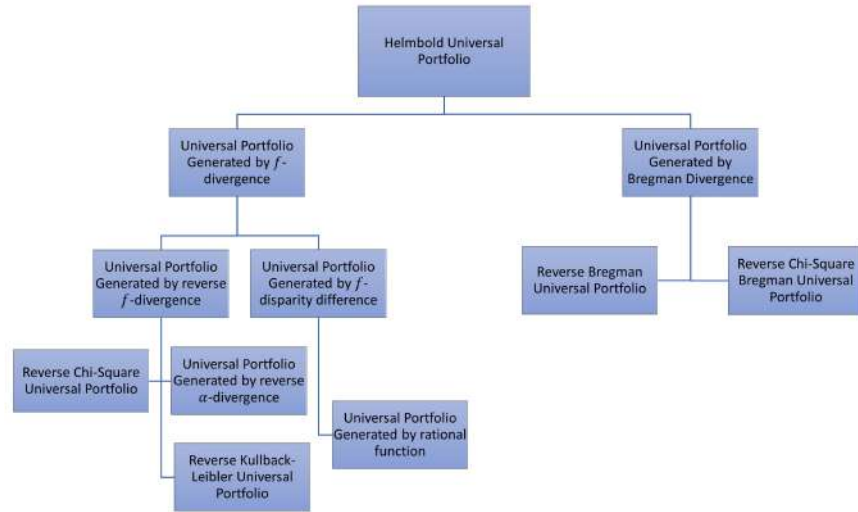 Helmbold Universal
Portfolio
Universal Portfolio
Generated by f-
divergence
Universal Portfolio
Generated by
Bregman Divergence
Universal Portfolio
Generated by reverse
f-divergence
Universal Portfolio
Generated by f-
disparity difference
Reverse Bregman
Universal Portfolio
Reverse Chi-Square
Bregman Universal
Portfolio
Reverse Chi-Square
Universal Portfolio
Universal Portfolio
Generated by reverse
α-divergence
Universal Portfolio
Generated by rational
function
Reverse Kullback-
Leibler Universal
Portfolio